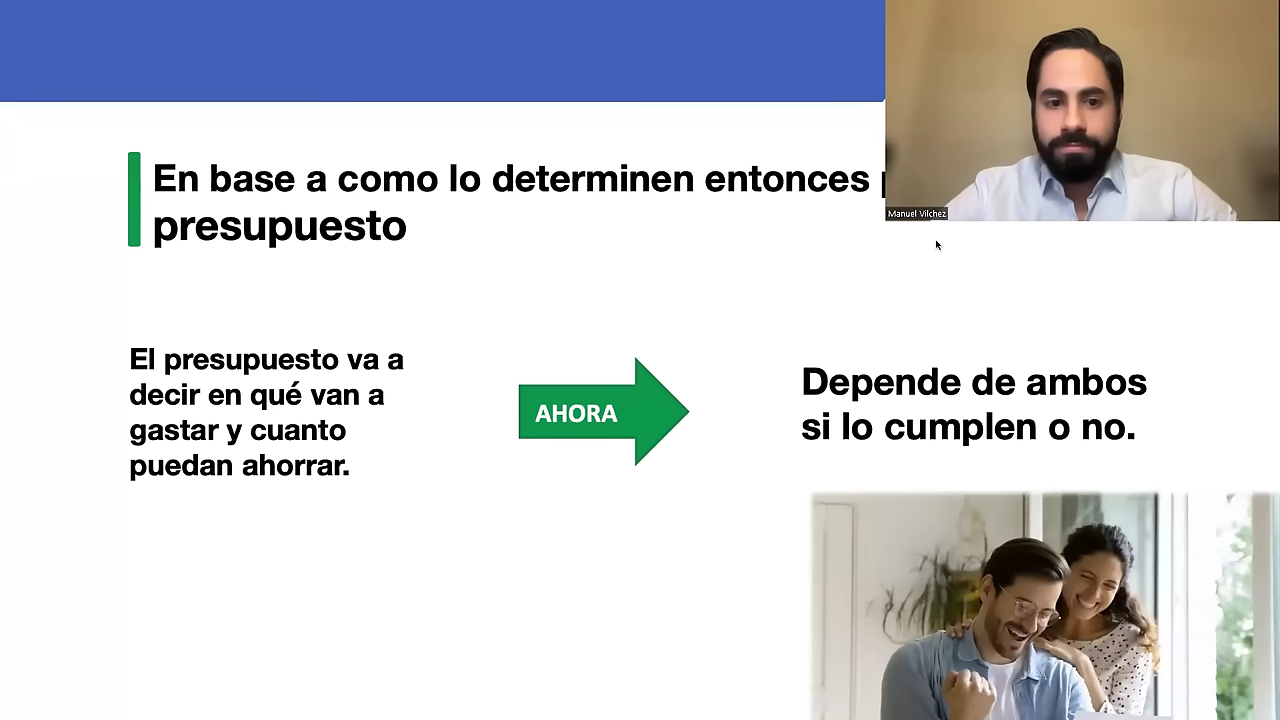 En base a como lo determinen entonces
presupuesto
Manuel Vilchez
El presupuesto va a
decir en qué van a
gastar y cuanto
puedan ahorrar.
AHORA
Depende de ambos
si lo cumplen o no.